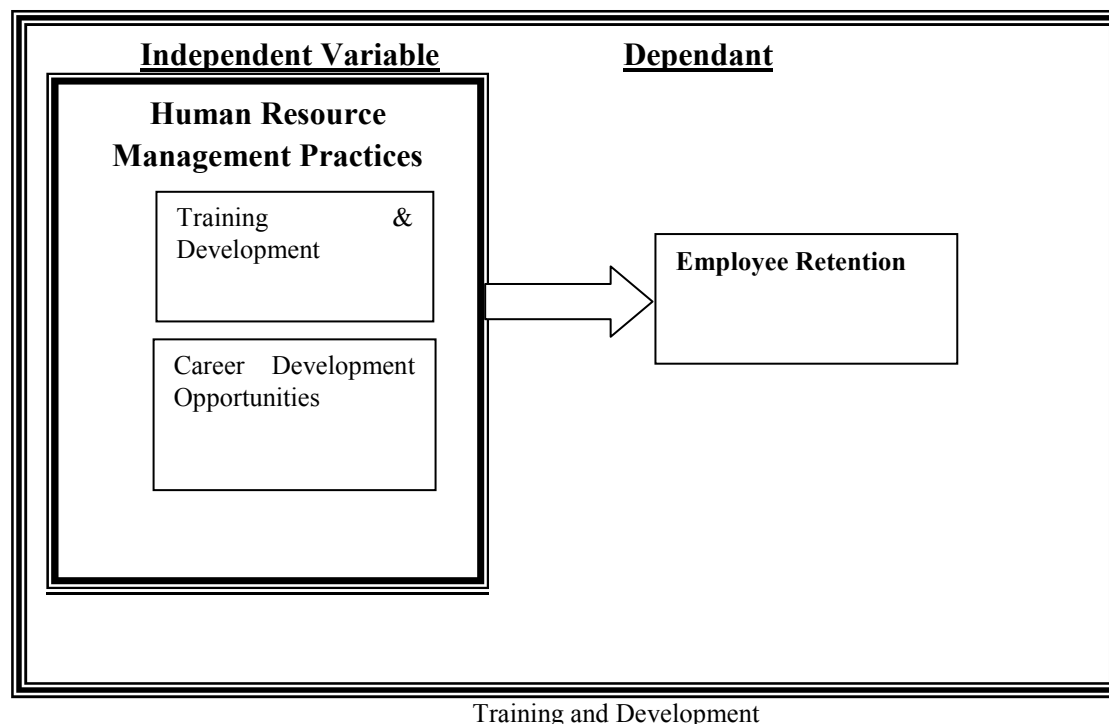 Independent Variable
Dependant
Human Resource
Management Practices
Training &
Development
Career Development
Opportunities
Employee Retention
Training and Development